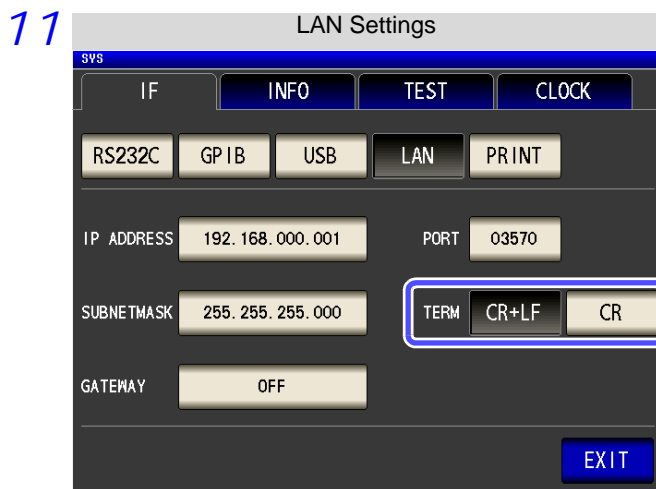 11
LAN Settings
SYS
IF INFO TEST CLOCK
RS232C GPIB USB LAN PRINT
IP ADDRESS 192.168.000.001 PORT 03570
SUBNETMASK 255.255.255.000 TERM CR+LF CR
GATEWAY OFF
EXIT